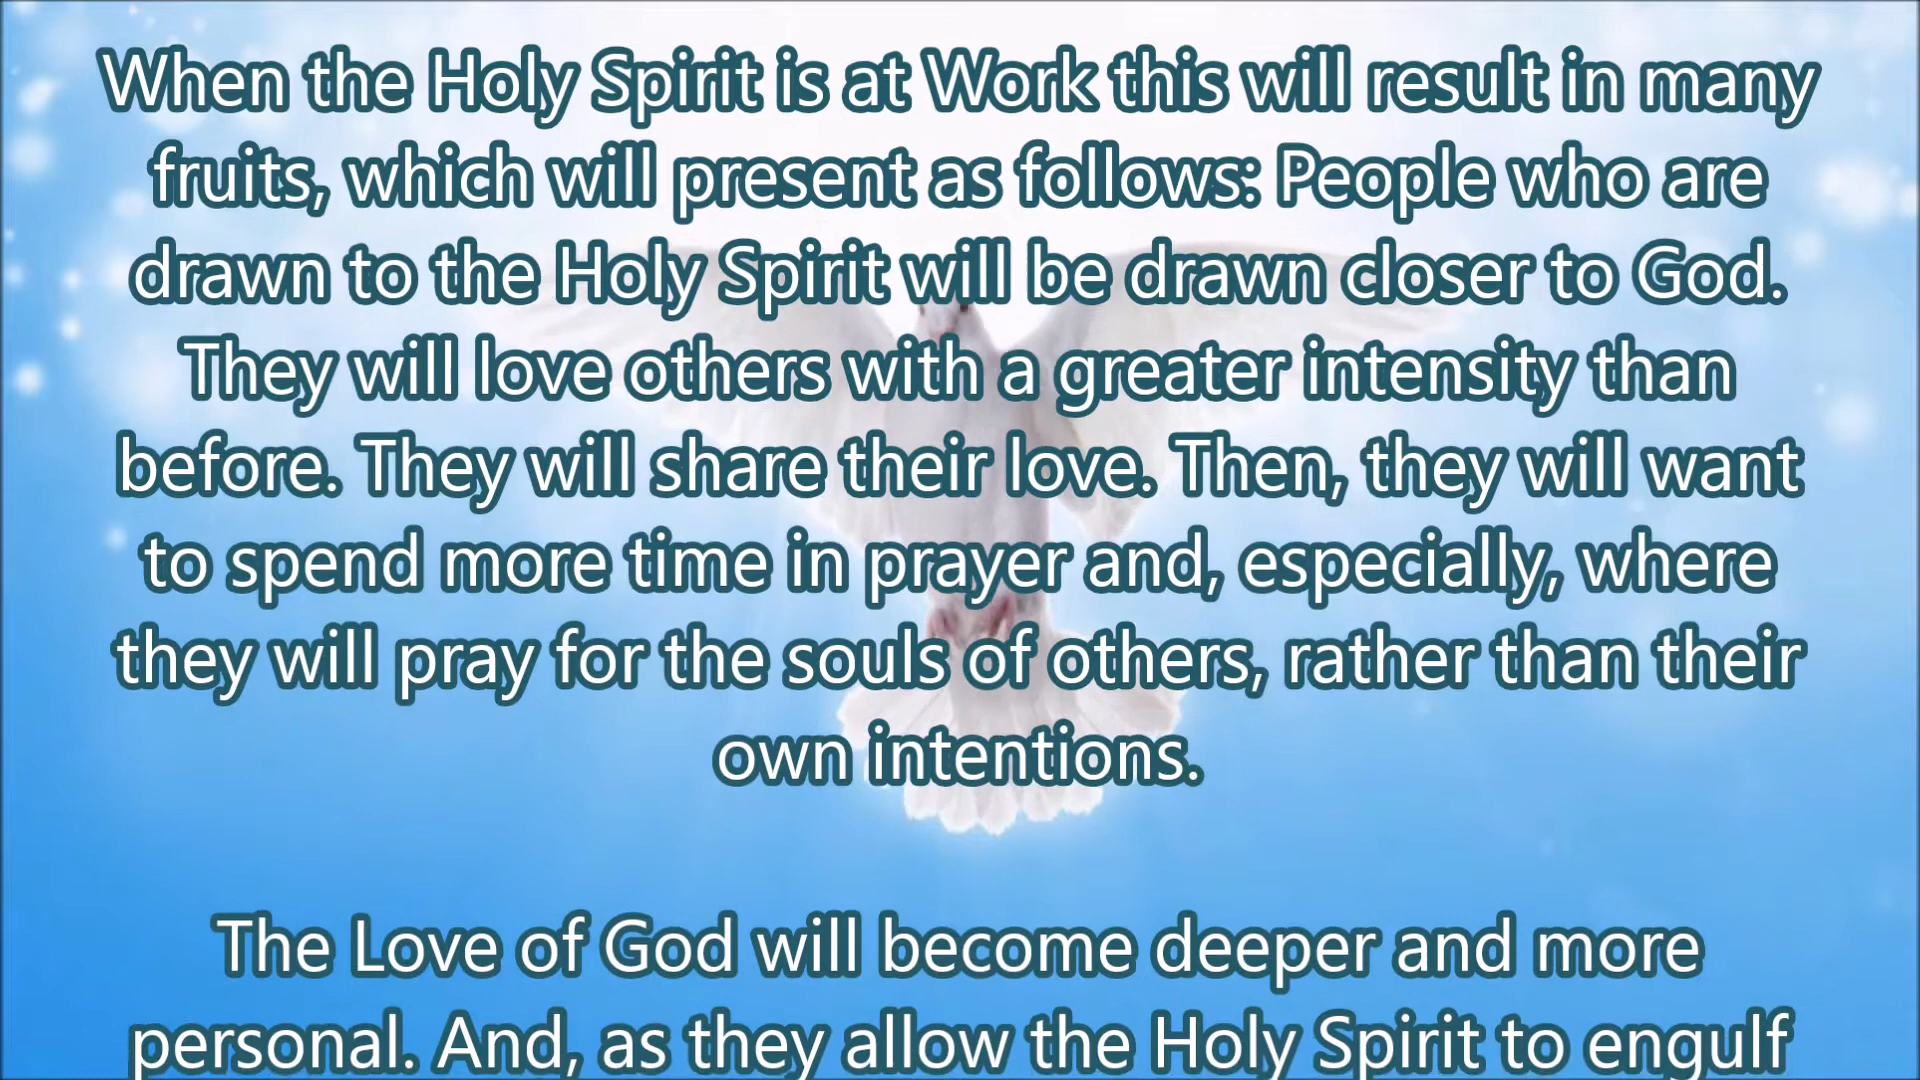 When the Holy Spirit is at Work this will result in many
fruits, which will present as follows: People who are
drawn to the Holy Spirit will be drawn closer to God.
They will love others with a greater intensity than
before. They will share their love. Then, they will want
to spend more time in prayer and, especially, where
they will pray for the souls of others, rather than their
own intentions.
The Love of God will become deeper and more
personal. And, as they allow the Holy Spirit to engulf